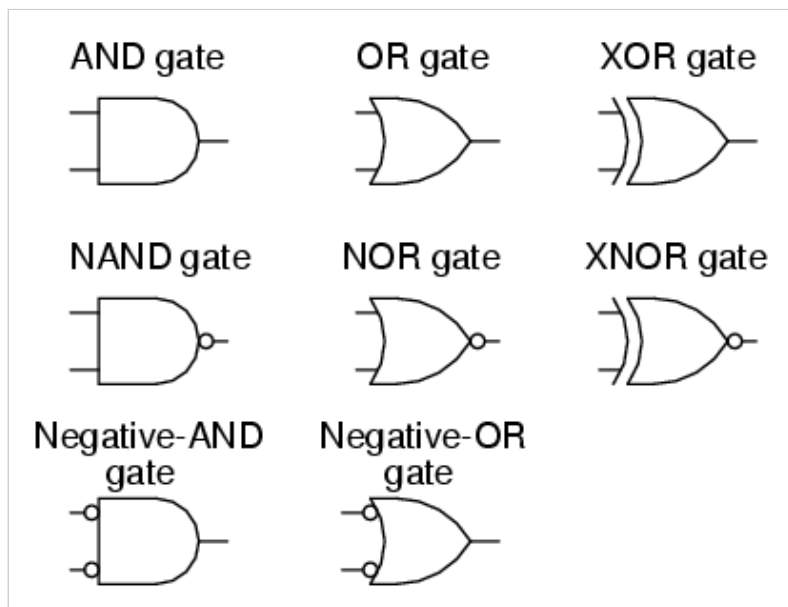 AND gate
OR gate
XOR gate
NAND gate
NOR gate
XNOR gate
Negative-AND
gate
Negative-OR
gate